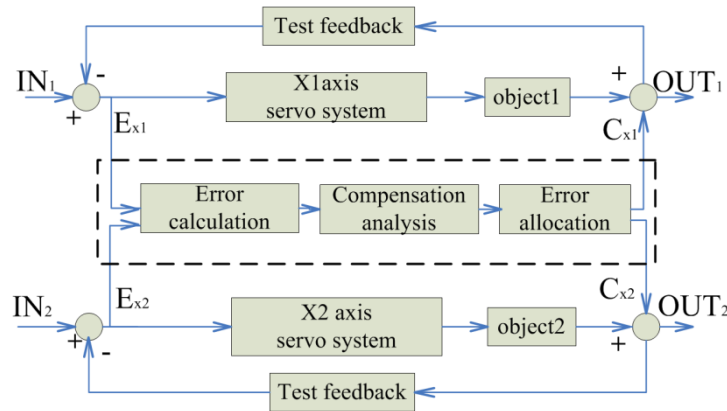 Test feedback
-
+
IN1
X1axis
servo system
object1
OUT1
+
Ex1
Cx1
Error
calculation
Compensation
analysis
Error
allocation
Ex2
Cx2
IN2
X2 axis
servo system
object2
OUT2
+
-
+
Test feedback